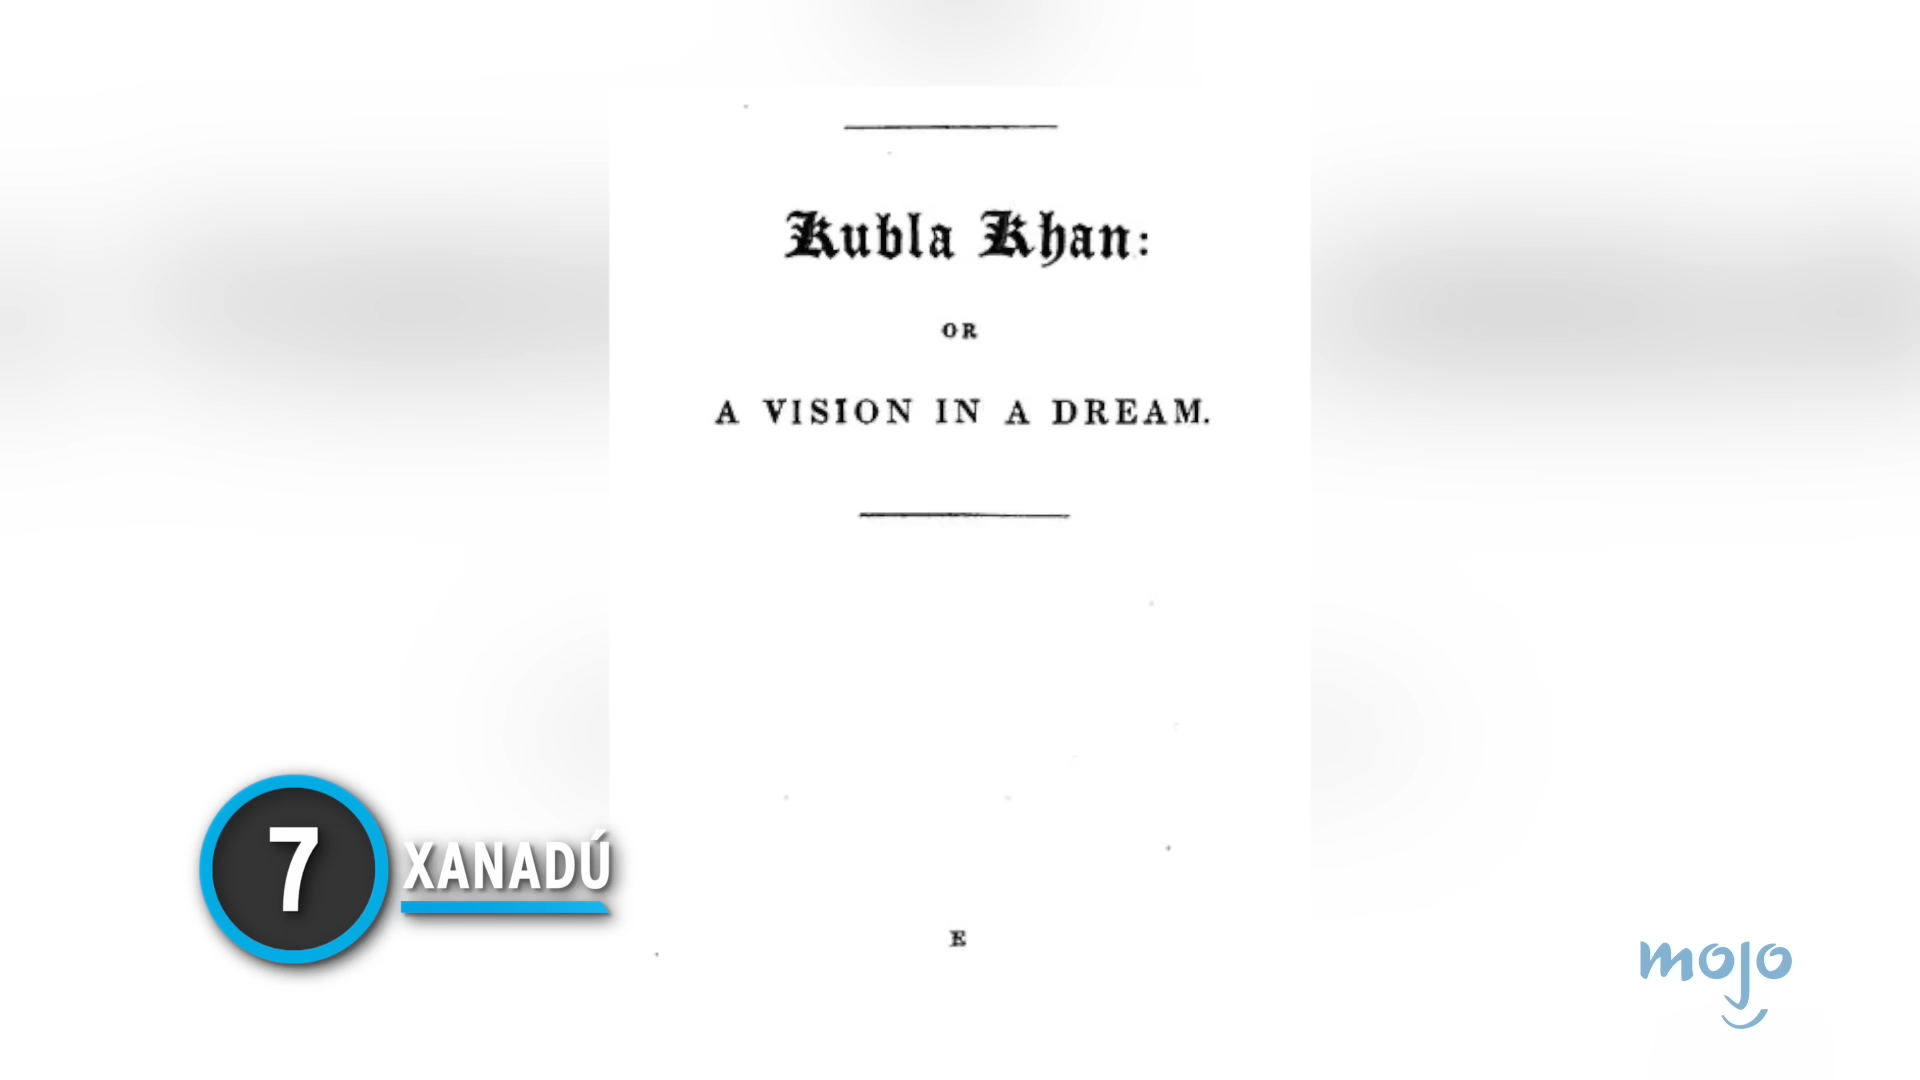 Kubla Khan:
OR
A VISION IN A DREAM.
7
XANADÚ
E
mojo